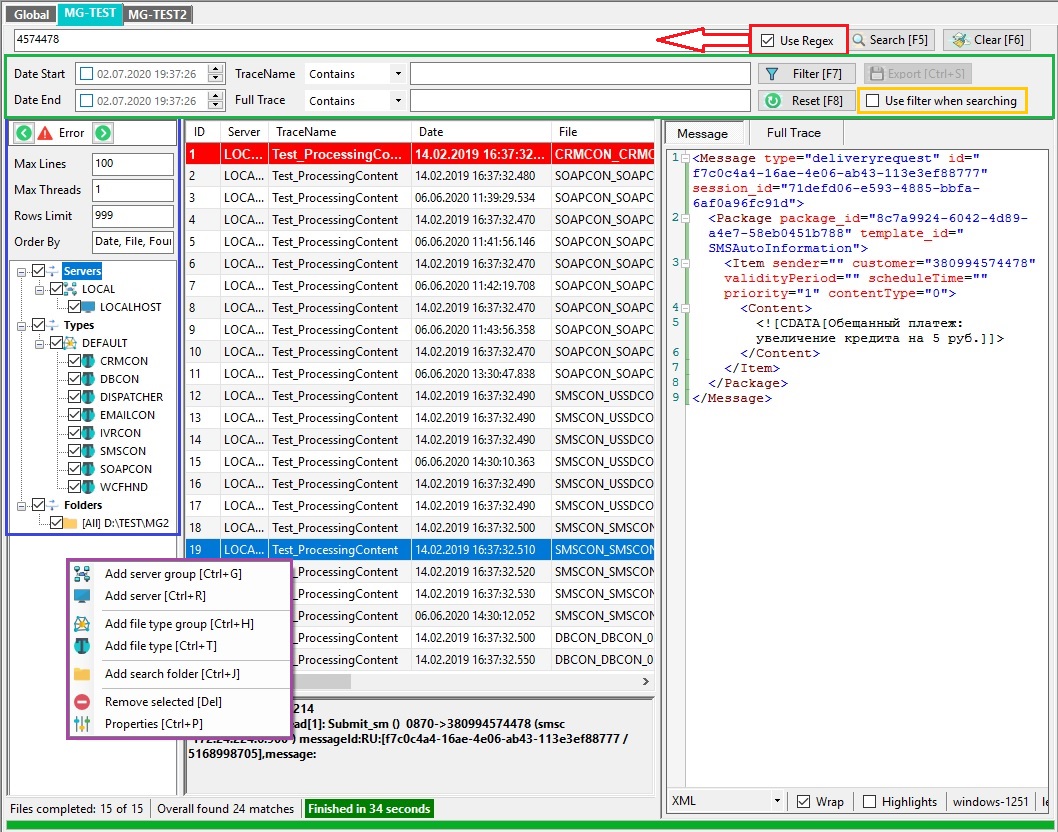 Global MG-TEST MG-TEST2
4574478 Use Regex Search [F5] Clear [F6]
Date Start 02.07.2020 19:37:26 TraceName Contains Filter [F7] Export [Ctrl+S]
Date End 02.07.2020 19:37:26 Full Trace Contains Reset [F8] Use filter when searching
Error
Max Lines 100
Max Threads 1
Rows Limit 999
Order By Date, File, Foun
Servers
LOCAL
LOCALHOST
Types
DEFAULT
CRMCON
DBCON
DISPATCHER
EMAILCON
IVRCON
SMSCON
SOAPCON
WCFHND
Folders
[All] D:\TEST\MG2
Add server group [Ctrl+G]
Add server [Ctrl+R]
Add file type group [Ctrl+H]
Add file type [Ctrl+T]
Add search folder [Ctrl+J]
Remove selected [Del]
Properties [Ctrl+P]
ID Server TraceName Date File
1 LOC... Test_ProcessingCo... 14.02.2019 16:37:32... CRMCON_CRMC
2 LOCA... Test_ProcessingContent 14.02.2019 16:37:32.480 SOAPCON_SOAPC
3 LOCA... Test_ProcessingContent 06.06.2020 11:39:29.534 SOAPCON_SOAPC
4 LOCA... Test_ProcessingContent 14.02.2019 16:37:32.470 SOAPCON_SOAPC
5 LOCA... Test_ProcessingContent 06.06.2020 11:41:56.146 SOAPCON_SOAPC
6 LOCA... Test_ProcessingContent 14.02.2019 16:37:32.470 SOAPCON_SOAPC
7 LOCA... Test_ProcessingContent 06.06.2020 11:42:19.708 SOAPCON_SOAPC
8 LOCA... Test_ProcessingContent 14.02.2019 16:37:32.470 SOAPCON_SOAPC
9 LOCA... Test_ProcessingContent 06.06.2020 11:43:56.358 SOAPCON_SOAPC
10 LOCA... Test_ProcessingContent 14.02.2019 16:37:32.470 SOAPCON_SOAPC
11 LOCA... Test_ProcessingContent 06.06.2020 13:30:47.838 SOAPCON_SOAPC
12 LOCA... Test_ProcessingContent 14.02.2019 16:37:32.490 SMSCON_USSDCO
13 LOCA... Test_ProcessingContent 14.02.2019 16:37:32.490 SMSCON_USSDCO
14 LOCA... Test_ProcessingContent 14.02.2019 16:37:32.490 SMSCON_USSDCO
15 LOCA... Test_ProcessingContent 06.06.2020 14:30:10.363 SMSCON_USSDCO
16 LOCA... Test_ProcessingContent 14.02.2019 16:37:32.490 SMSCON_USSDCO
17 LOCA... Test_ProcessingContent 14.02.2019 16:37:32.490 SMSCON_USSDCO
18 LOCA... Test_ProcessingContent 14.02.2019 16:37:32.500 SMSCON_SMSCON
19 LOCA... Test_ProcessingContent 14.02.2019 16:37:32.510 SMSCON_SMSCON
_ProcessingContent 14.02.2019 16:37:32.520 SMSCON_SMSCON
_ProcessingContent 14.02.2019 16:37:32.530 SMSCON_SMSCON
_ProcessingContent 06.06.2020 14:30:12.052 SMSCON_SMSCON
_ProcessingContent 14.02.2019 16:37:32.500 DBCON_DBCON_0
_ProcessingContent 14.02.2019 16:37:32.550 DBCON_DBCON_0
214
ad[1]: Submit_sm () 0870->380994574478 (smsc
) messageId:RU:[f7c0c4a4-16ae-4e06-ab43-113e3ef88777 /
5168998705],message:
Message Full Trace
1 <Message type="deliveryrequest" id="
f7c0c4a4-16ae-4e06-ab43-113e3ef88777"
session_id="71defd06-e593-4885-bbfa-
6af0a96fc91d">
2 <Package package_id="8c7a9924-6042-4d89-
a4e7-58eb0451b788" template_id="
SMSAutoInformation">
3 <Item sender="" customer="380994574478"
validityPeriod="" scheduleTime=""
priority="1" contentType="0">
4 <Content>
5 <![CDATA[Обещанный платеж:
увеличение кредита на 5 руб.]]>
6 </Content>
7 </Item>
8 </Package>
9 </Message>
XML Wrap Highlights windows-1251
Files completed: 15 of 15 Overall found 24 matches Finished in 34 seconds